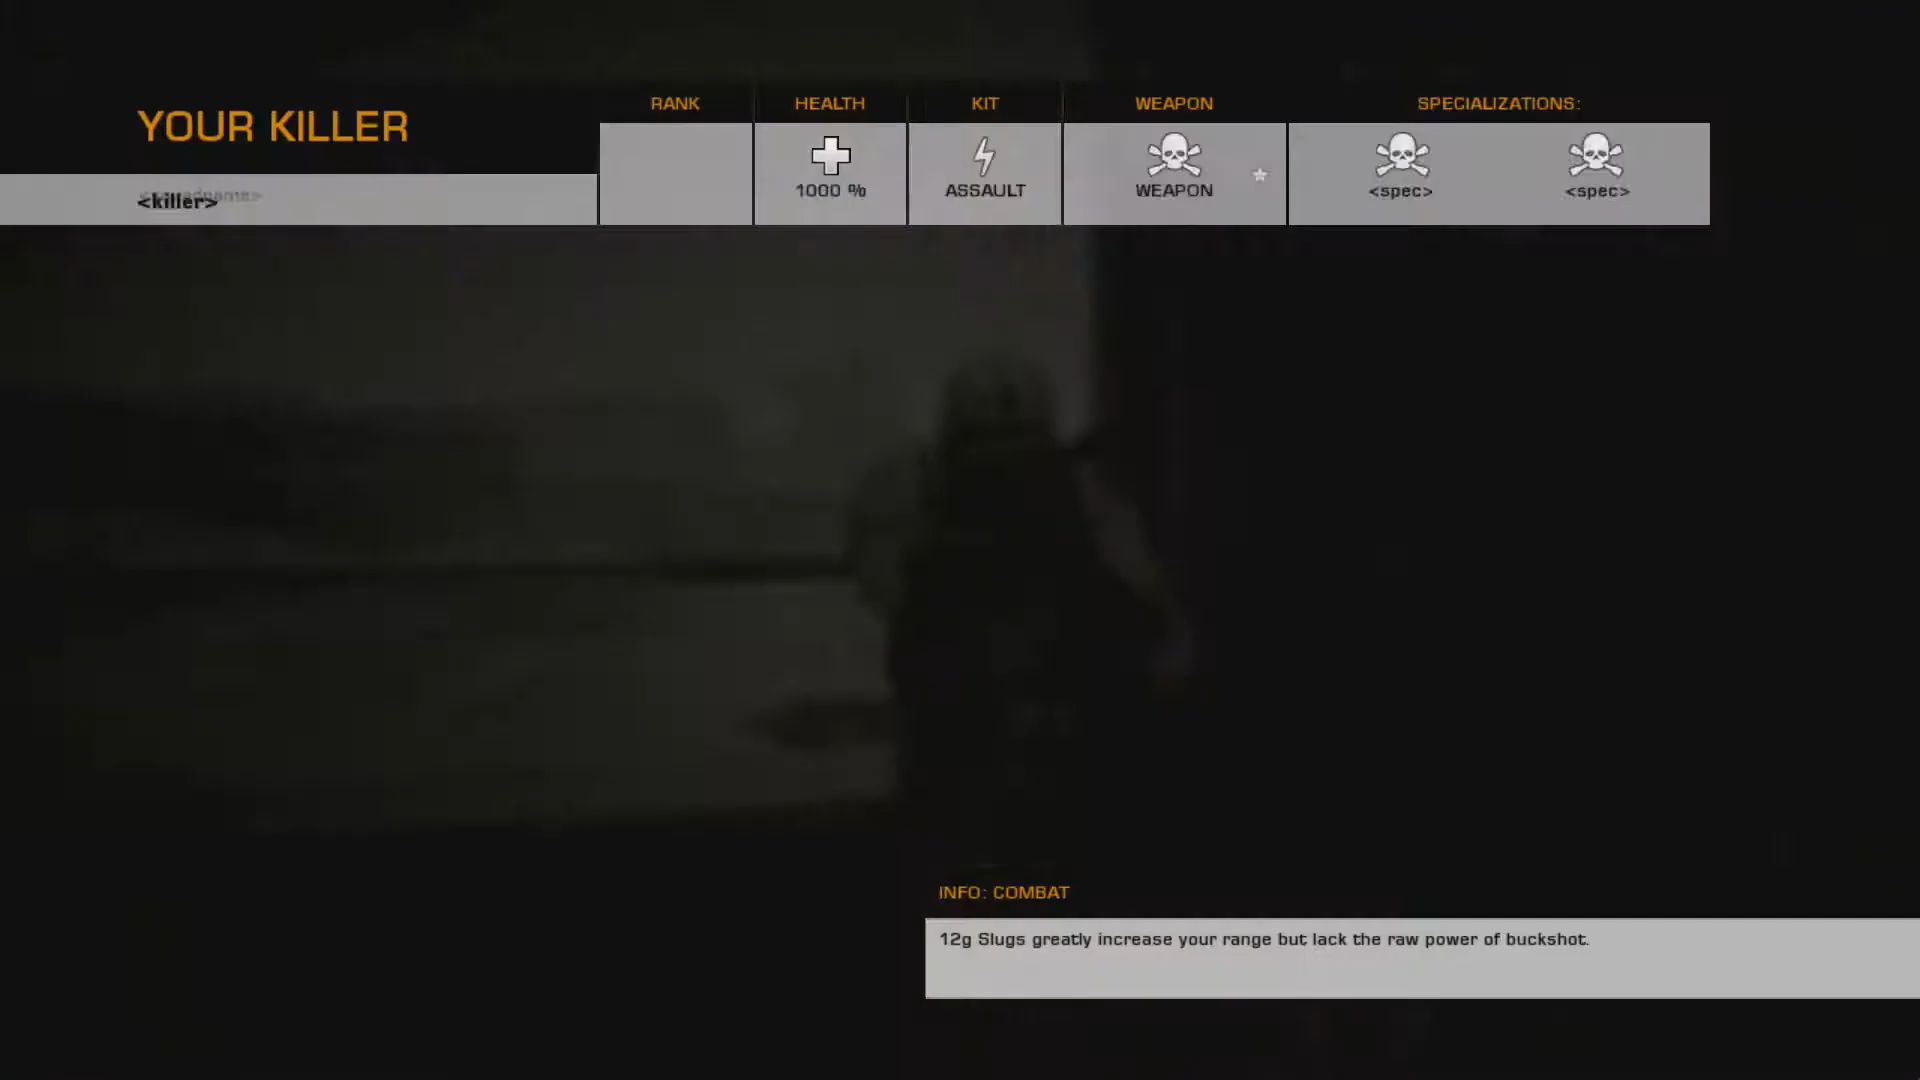 YOUR KILLER
<killer>
RANK
HEALTH
1000 %
KIT
ASSAULT
WEAPON
WEAPON
SPECIALIZATIONS:
<spec>
<spec>
INFO: COMBAT
12g Slugs greatly increase your range but lack the raw power of buckshot.